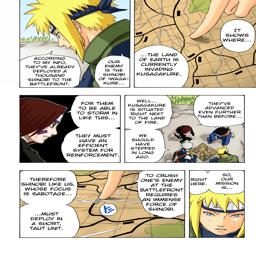 IT
SHOWS
WHERE...
...THE LAND
OF EARTH IS
CURRENTLY
INVADING
KUSAGAKURE.
OUR
ENEMY
IS THE
SHINOBI
OF IWAGA-
KURE...
ACCORDING
TO MY INFO,
THEY'VE ALREADY
DEPLOYED A
THOUSAND
SHINOBI TO THE
BATTLEFRONT.
THEY'VE
ADVANCED
EVEN FURTHER
THAN BEFORE...
WELL...
KUSAGAKURE IS
SITUATED
RIGHT NEXT
TO THE LAND
OF FIRE.
WE
SHOULD
HAVE
STEPPED IN
LONG
AGO.
FOR THEM
TO BE ABLE
TO STORM IN
LIKE THIS...
THEY MUST
HAVE AN
EFFICIENT
SYSTEM FOR
REINFORCEMENT.
SO,
OUR
MISSION
IS...
RIGHT
HERE.
TO CRUSH
ONE'S ENEMY
AT THE
BATTLEFRONT
REQUIRES AN
IMMENSE
FORCE OF
SHINOBI.
THEREFORE
SHINOBI LIKE
US, WHOSE
FOCUS IS
SABOTAGE...
...MUST
DEPLOY IN
A SHORT,
TAUT UNIT.